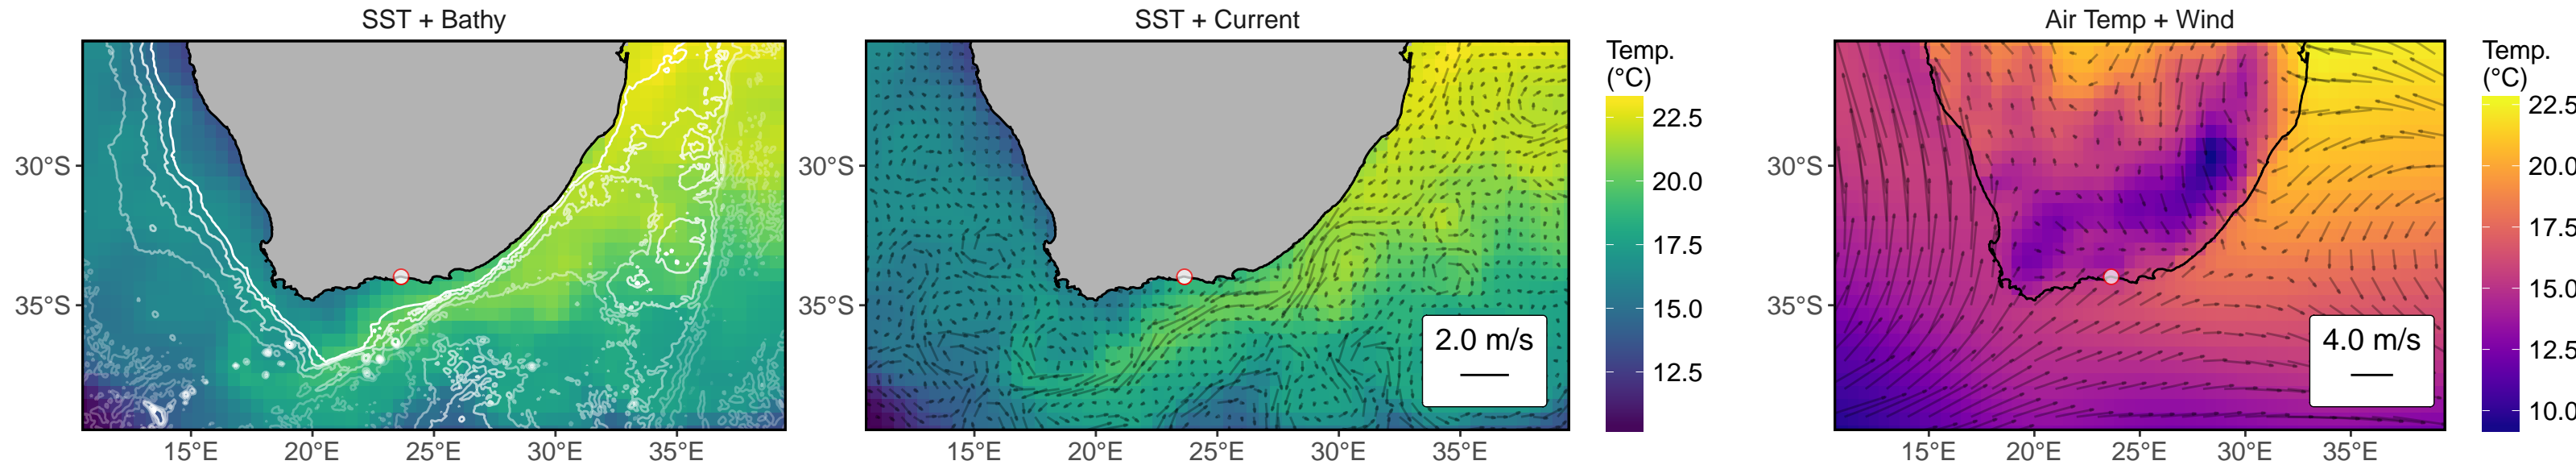 SST + Bathy
30°S
35°S
15°E
20°E
25°E
30°E
35°E
SST + Current
30°S
35°S
2.0 m/s
15°E
20°E
25°E
30°E
35°E
Temp.
(°C)
22.5
20.0
17.5
15.0
12.5
Air Temp + Wind
30°S
35°S
4.0 m/s
15°E
20°E
25°E
30°E
35°E
Temp.
(°C)
22.5
20.0
17.5
15.0
12.5
10.0